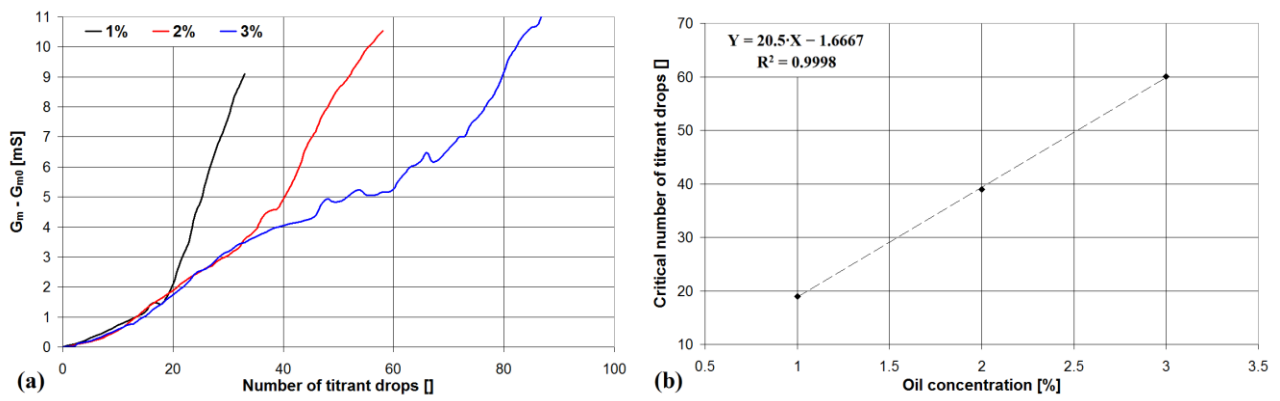 11
10
9
8
7
6
5
4
3
2
1
0
1% 2% 3%
Gm - Gm0 [mS]
0 20 40 60 80 100
(a) Number of titrant drops []
70
60
50
40
30
20
10
Y = 20.5·X − 1.6667
R² = 0.9998
Critical number of titrant drops []
0.5 1 1.5 2 2.5 3 3.5
(b) Oil concentration [%]